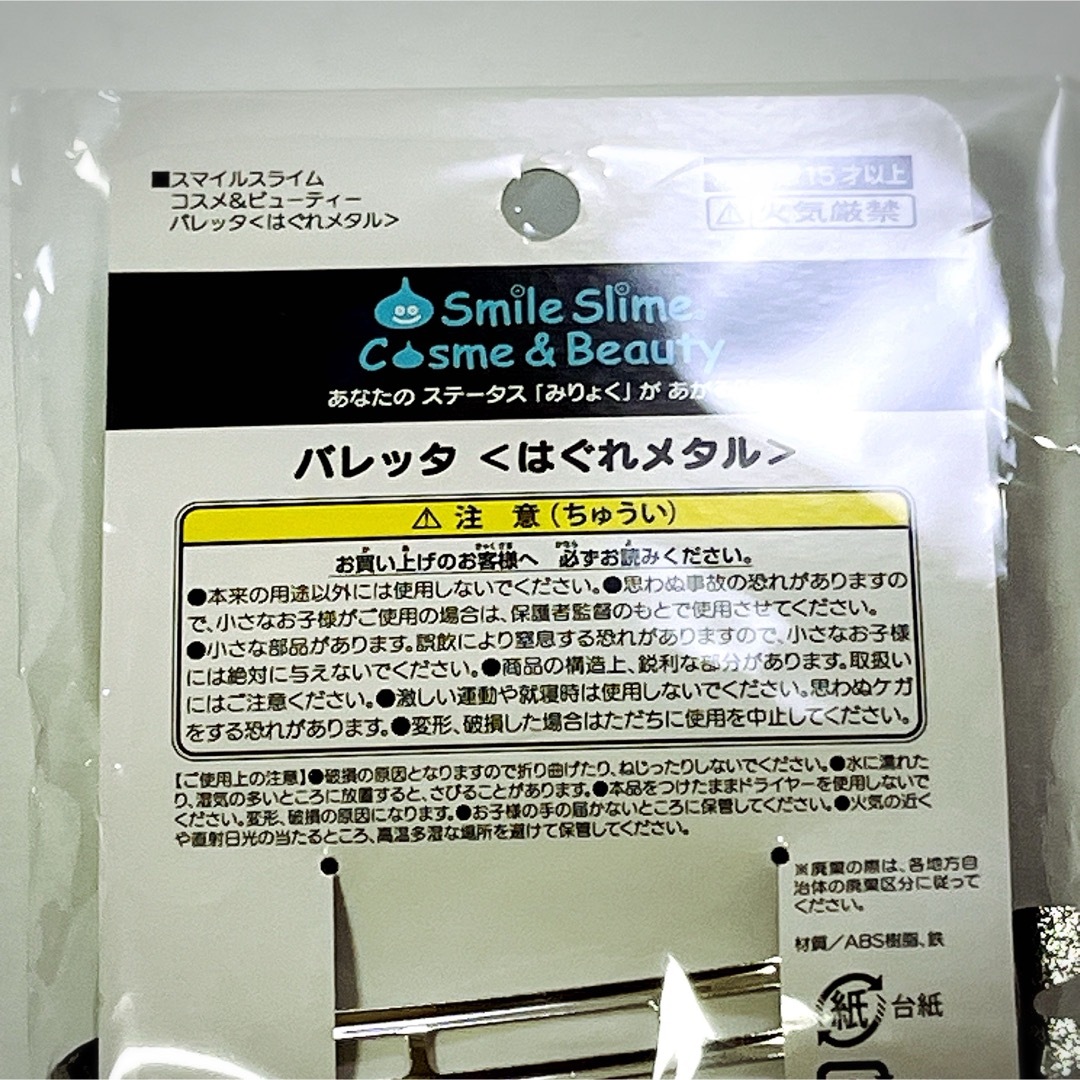 ■スマイルスライム
コスメ&ビューティー
バレッタ<はぐれメタル>
15才以上
⚠火気厳禁
Smile Slime
Cosme & Beauty
あなたの ステータス「みりょく」が あが
バレッタ <はぐれメタル>
⚠ 注 意(ちゅうい)
お買い上げのお客様へ 必ずお読みください。
●本来の用途以外には使用しないでください。●思わぬ事故の恐れがありますの
で、小さなお子様がご使用の場合は、保護者監督のもとで使用させてください。
●小さな部品があります。誤飲により窒息する恐れがありますので、小さなお子様
には絶対に与えないでください。●商品の構造上、鋭利な部分があります。取扱い
にはご注意ください。●激しい運動や就寝時は使用しないでください。思わぬケガ
をする恐れがあります。●変形、破損した場合はただちに使用を中止してください。
【ご使用上の注意】●破損の原因となりますので折り曲げたり、ねじったりしないでください。●水に濡れた
り、湿気の多いところに放置すると、さびることがあります。●本品をつけたままドライヤーを使用しないで
ください。変形、破損の原因になります。●お子様の手の届かないところに保管してください。●火気の近く
や直射日光の当たるところ、高温多湿な場所を避けて保管してください。
※廃棄の際は、各地方自
治体の廃棄区分に従って
ください。
材質/ABS樹脂、鉄
紙 台紙